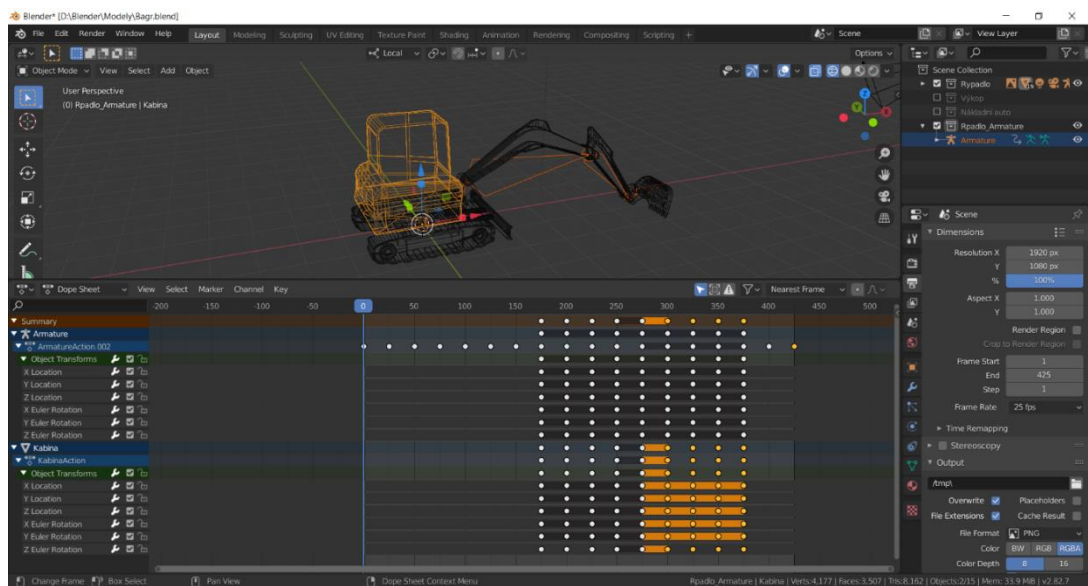 Blender* [D:\Blender\Modely\Bagr.blend]
File Edit Render Window Help Layout Modeling Sculpting UV Editing Texture Paint Shading Animation Rendering Compositing Scripting + Scene View Layer
Local Options
Object Mode View Select Add Object
User Perspective
(0) Rpadlo_Armature | Kabina
Z
Y
X
Scene Collection
Rypadlo
Výkop
Nákladní auto
Rpadlo_Armature
Armature
Scene
Dimensions
Resolution X 1920 px
Y 1080 px
% 100%
Aspect X 1.000
Y 1.000
Render Region
Crop to Render Region
Frame Start 1
End 425
Step 1
Frame Rate 25 fps
Time Remapping
Stereoscopy
Output
/tmp\
Overwrite Placeholders
File Extensions Cache Result
File Format PNG
Color BW RGB RGBA
Color Depth 8 16
Dope Sheet View Select Marker Channel Key Nearest Frame
-200 -150 -100 -50 0 50 100 150 200 250 300 350 400 450 500
Summary
Armature
ArmatureAction.002
Object Transforms
X Location
Y Location
Z Location
X Euler Rotation
Y Euler Rotation
Z Euler Rotation
Kabina
KabinaAction
Object Transforms
X Location
Y Location
Z Location
X Euler Rotation
Y Euler Rotation
Z Euler Rotation
Change Frame Box Select Pan View Dope Sheet Context Menu Rpadlo_Armature | Kabina | Verts:4,177 | Faces:3,507 | Tris:8,162 | Objects:2/15 | Mem: 33.9 MiB | v2.82.7